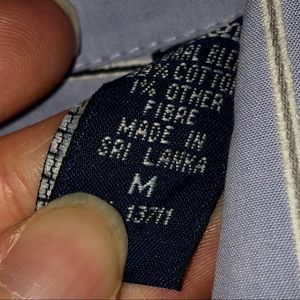 % COTTON
1% OTHER
FIBRE
MADE IN
SRI LANKA
M
13711